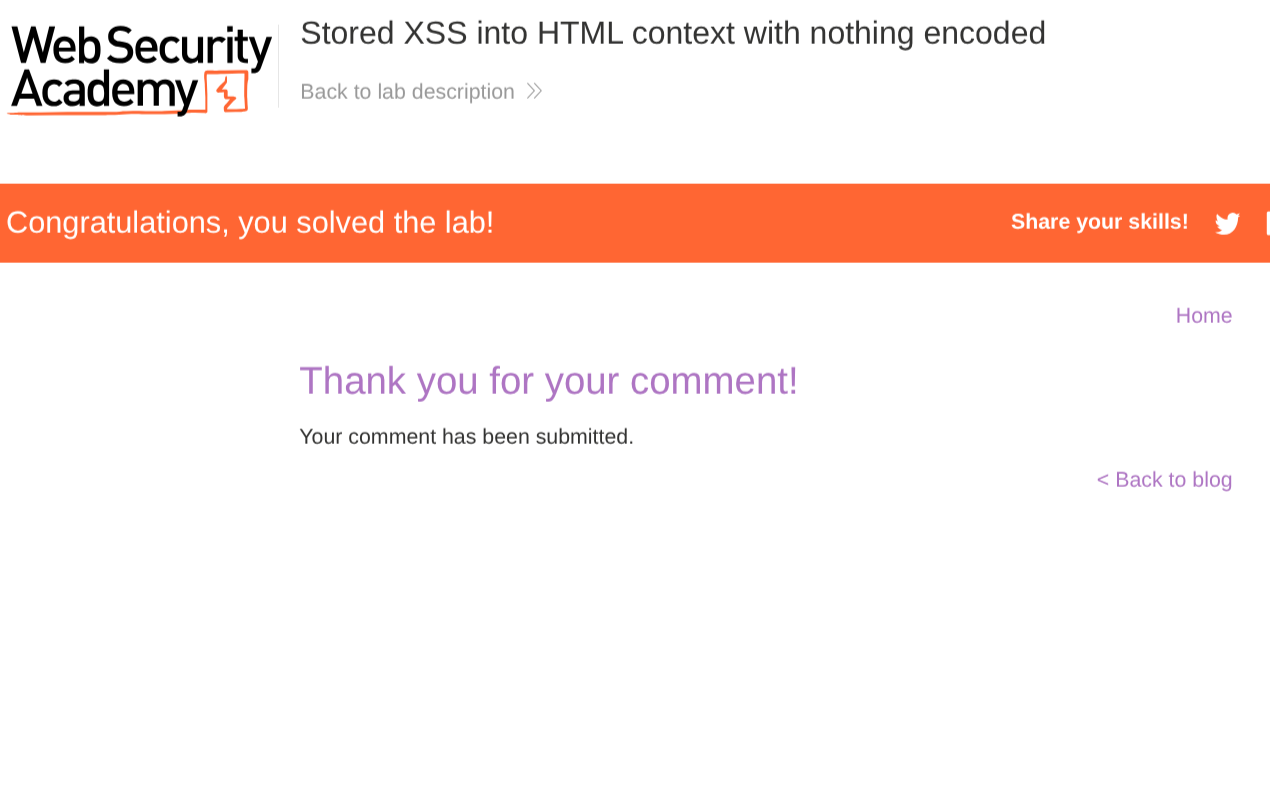 Web Security
Academy
Stored XSS into HTML context with nothing encoded
Back to lab description
Congratulations, you solved the lab!
Share your skills!
Home
Thank you for your comment!
Your comment has been submitted.
< Back to blog